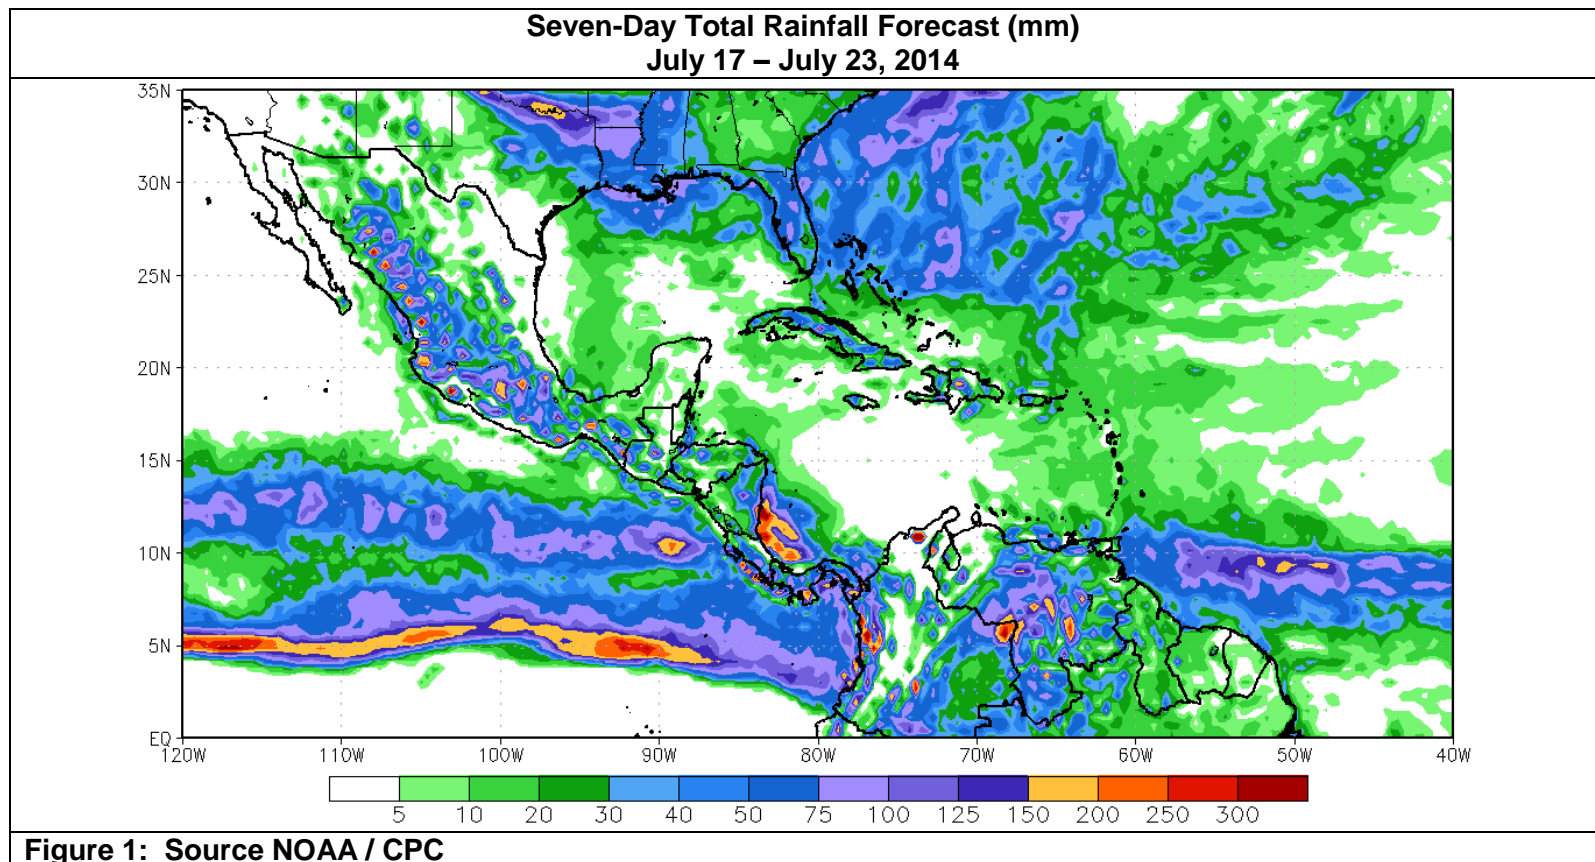 Seven-Day Total Rainfall Forecast (mm)
July 17 – July 23, 2014
35N
30N
25N
20N
15N
10N
5N
EQ
120W 110W 100W 90W 80W 70W 60W 50W 40W
5 10 20 30 40 50 75 100 125 150 200 250 300
Figure 1: Source NOAA / CPC